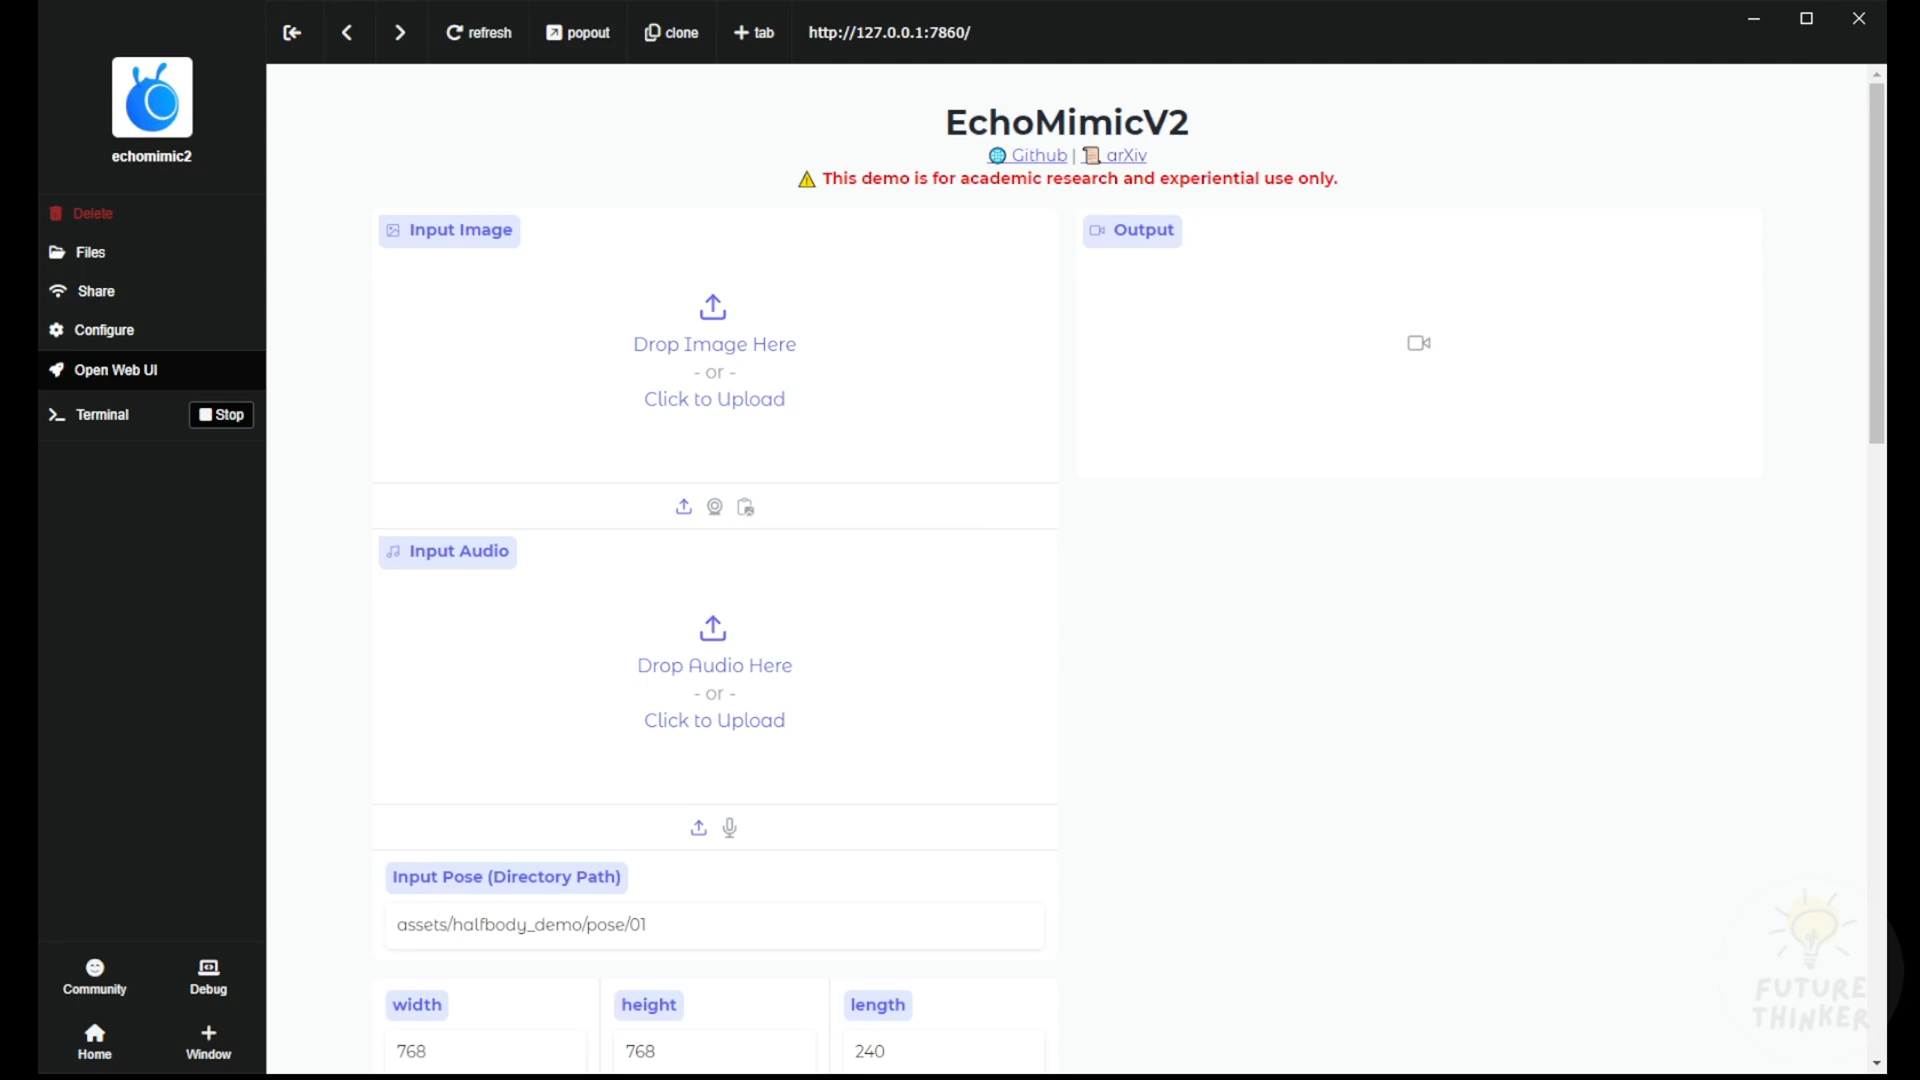 refresh
popout
clone
tab
http://127.0.0.1:7860/
echomimic2
Delete
Files
Share
Configure
Open Web UI
Terminal
Stop
Community
Debug
Home
Window
EchoMimicV2
Github | arXiv
This demo is for academic research and experiential use only.
Input Image
Drop Image Here
- or -
Click to Upload
Output
Input Audio
Drop Audio Here
- or -
Click to Upload
Input Pose (Directory Path)
assets/halfbody_demo/pose/01
width
height
length
768
768
240
FUTURE
THINKER